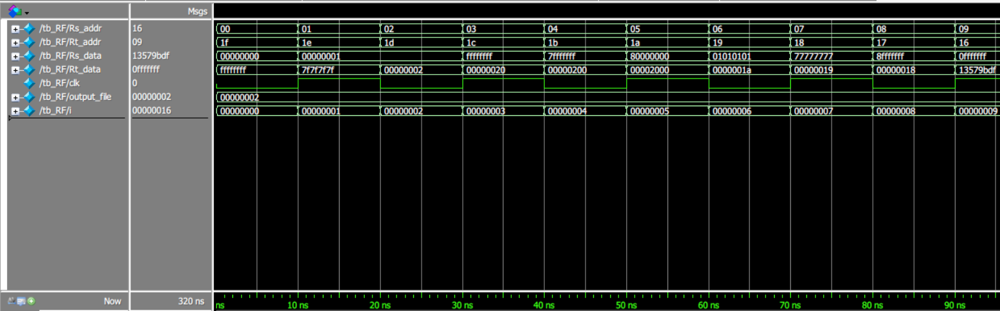 Msgs
/tb_RF/Rs_addr 16 00 01 02 03 04 05 06 07 08 09
/tb_RF/Rt_addr 09 1f 1e 1d 1c 1b 1a 19 18 17 16
/tb_RF/Rs_data 13579bdf 00000000 00000001 ffffffff 7fffffff 80000000 01010101 77777777 8fffffff 0fffffff
/tb_RF/Rt_data 0fffffff ffffffff 7f7f7f7f 00000002 00000020 00000200 00002000 0000001a 00000019 00000018 13579bdf
/tb_RF/clk 0
/tb_RF/output_file 00000002 00000002
/tb_RF/i 00000016 00000000 00000001 00000002 00000003 00000004 00000005 00000006 00000007 00000008 00000009
Now 320 ns ns 10 ns 20 ns 30 ns 40 ns 50 ns 60 ns 70 ns 80 ns 90 ns